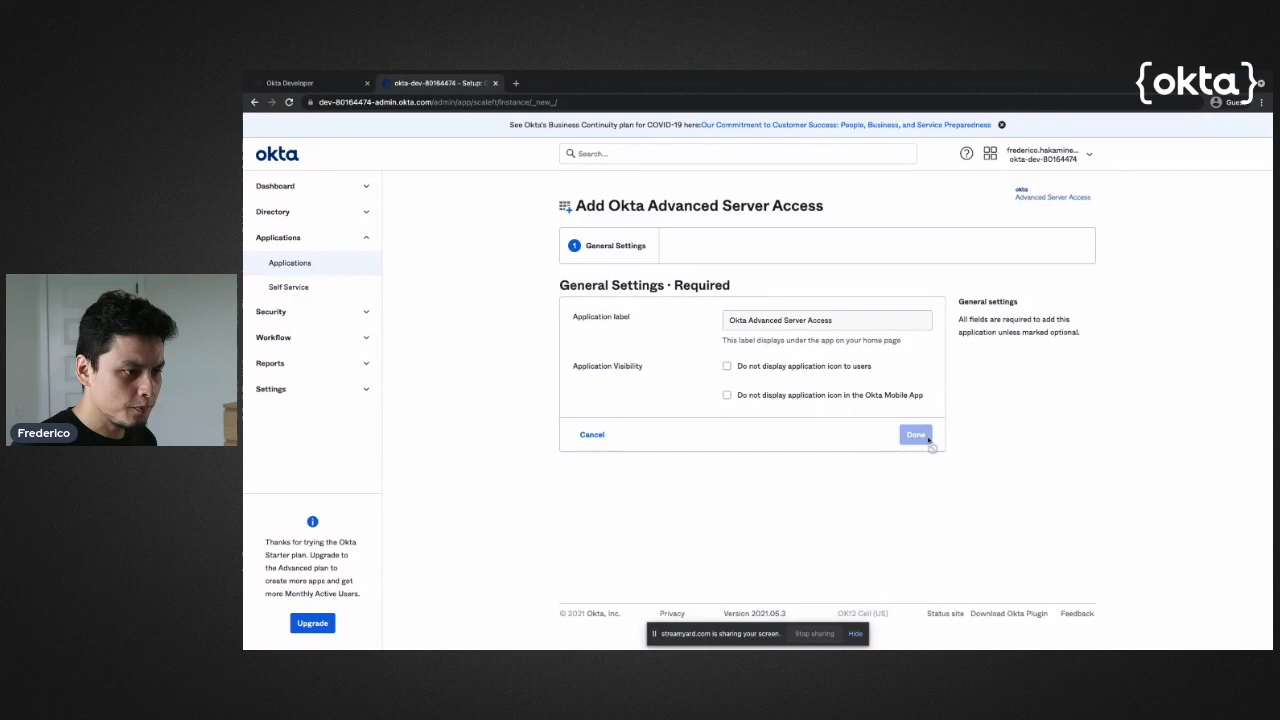 {okta}
Okta Developer
okta-dev-80164474 - Setup: O
dev-80164474-admin.okta.com/admin/app/scaleft/instance/_new_/
See Okta's Business Continuity plan for COVID-19 here:Our Commitment to Customer Success: People, Business, and Service Preparedness
okta
Search...
frederico.hakamine...
okta-dev-80164474
Dashboard
Directory
Applications
Applications
Self Service
Security
Workflow
Reports
Settings
okta
Advanced Server Access
Add Okta Advanced Server Access
1 General Settings
General Settings · Required
Application label
Okta Advanced Server Access
This label displays under the app on your home page
Application Visibility
Do not display application icon to users
Do not display application icon in the Okta Mobile App
Cancel
Done
General settings
All fields are required to add this
application unless marked optional.
Frederico
Thanks for trying the Okta
Starter plan. Upgrade to
the Advanced plan to
create more apps and get
more Monthly Active Users.
Upgrade
© 2021 Okta, Inc.
Privacy
Version 2021.05.3
OK12 Cell (US)
Status site
Download Okta Plugin
Feedback
streamyard.com is sharing your screen.
Stop sharing
Hide